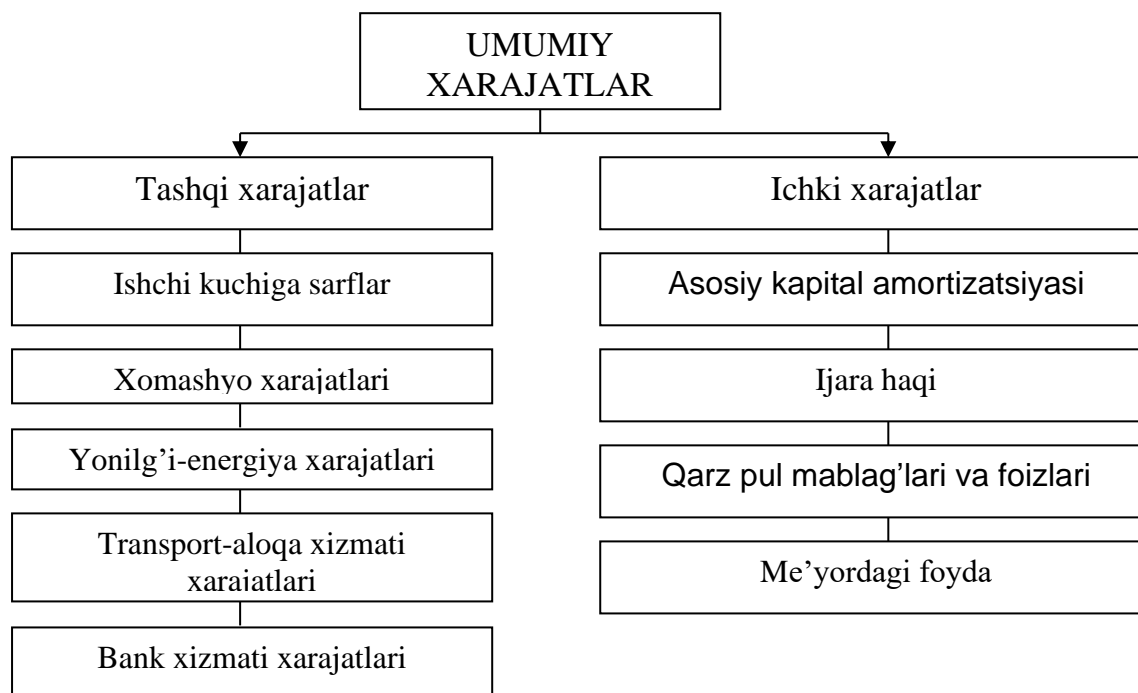 UMUMIY
XARAJATLAR
Tashqi xarajatlar
Ichki xarajatlar
Ishchi kuchiga sarflar
Asosiy kapital amortizatsiyasi
Xomashyo xarajatlari
Ijara haqi
Yonilg’i-energiya xarajatlari
Qarz pul mablag’lari va foizlari
Transport-aloqa xizmati
xarajatlari
Me’yordagi foyda
Bank xizmati xarajatlari